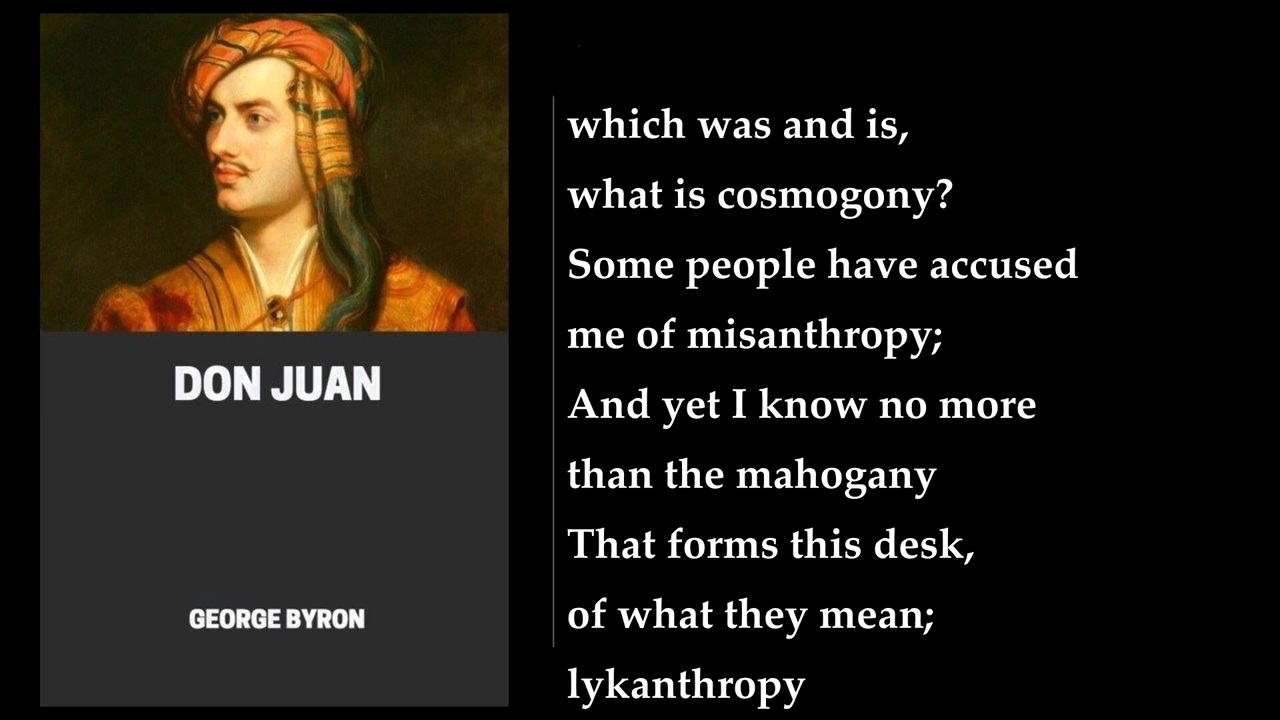 DON JUAN
GEORGE BYRON
which was and is,
what is cosmogony?
Some people have accused
me of misanthropy;
And yet I know no more
than the mahogany
That forms this desk,
of what they mean;
lykanthropy